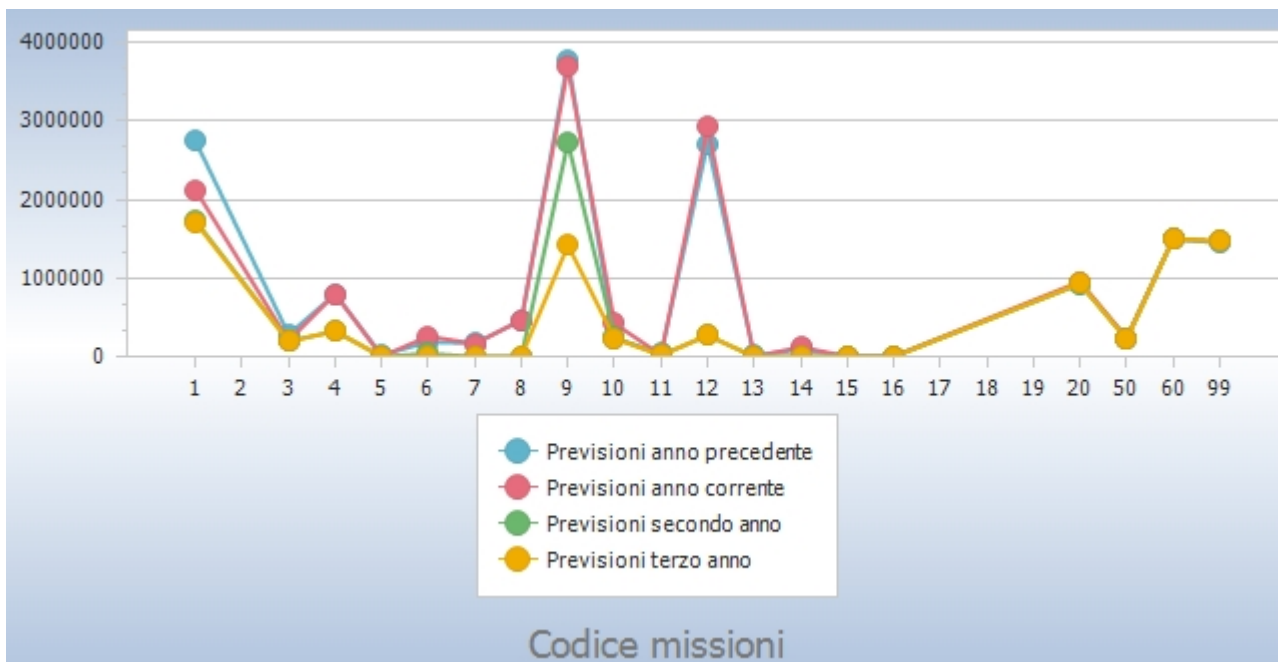 4000000
3000000
2000000
1000000
0
1 2 3 4 5 6 7 8 9 10 11 12 13 14 15 16 17 18 19 20 50 60 99
Previsioni anno precedente
Previsioni anno corrente
Previsioni secondo anno
Previsioni terzo anno
Codice missioni